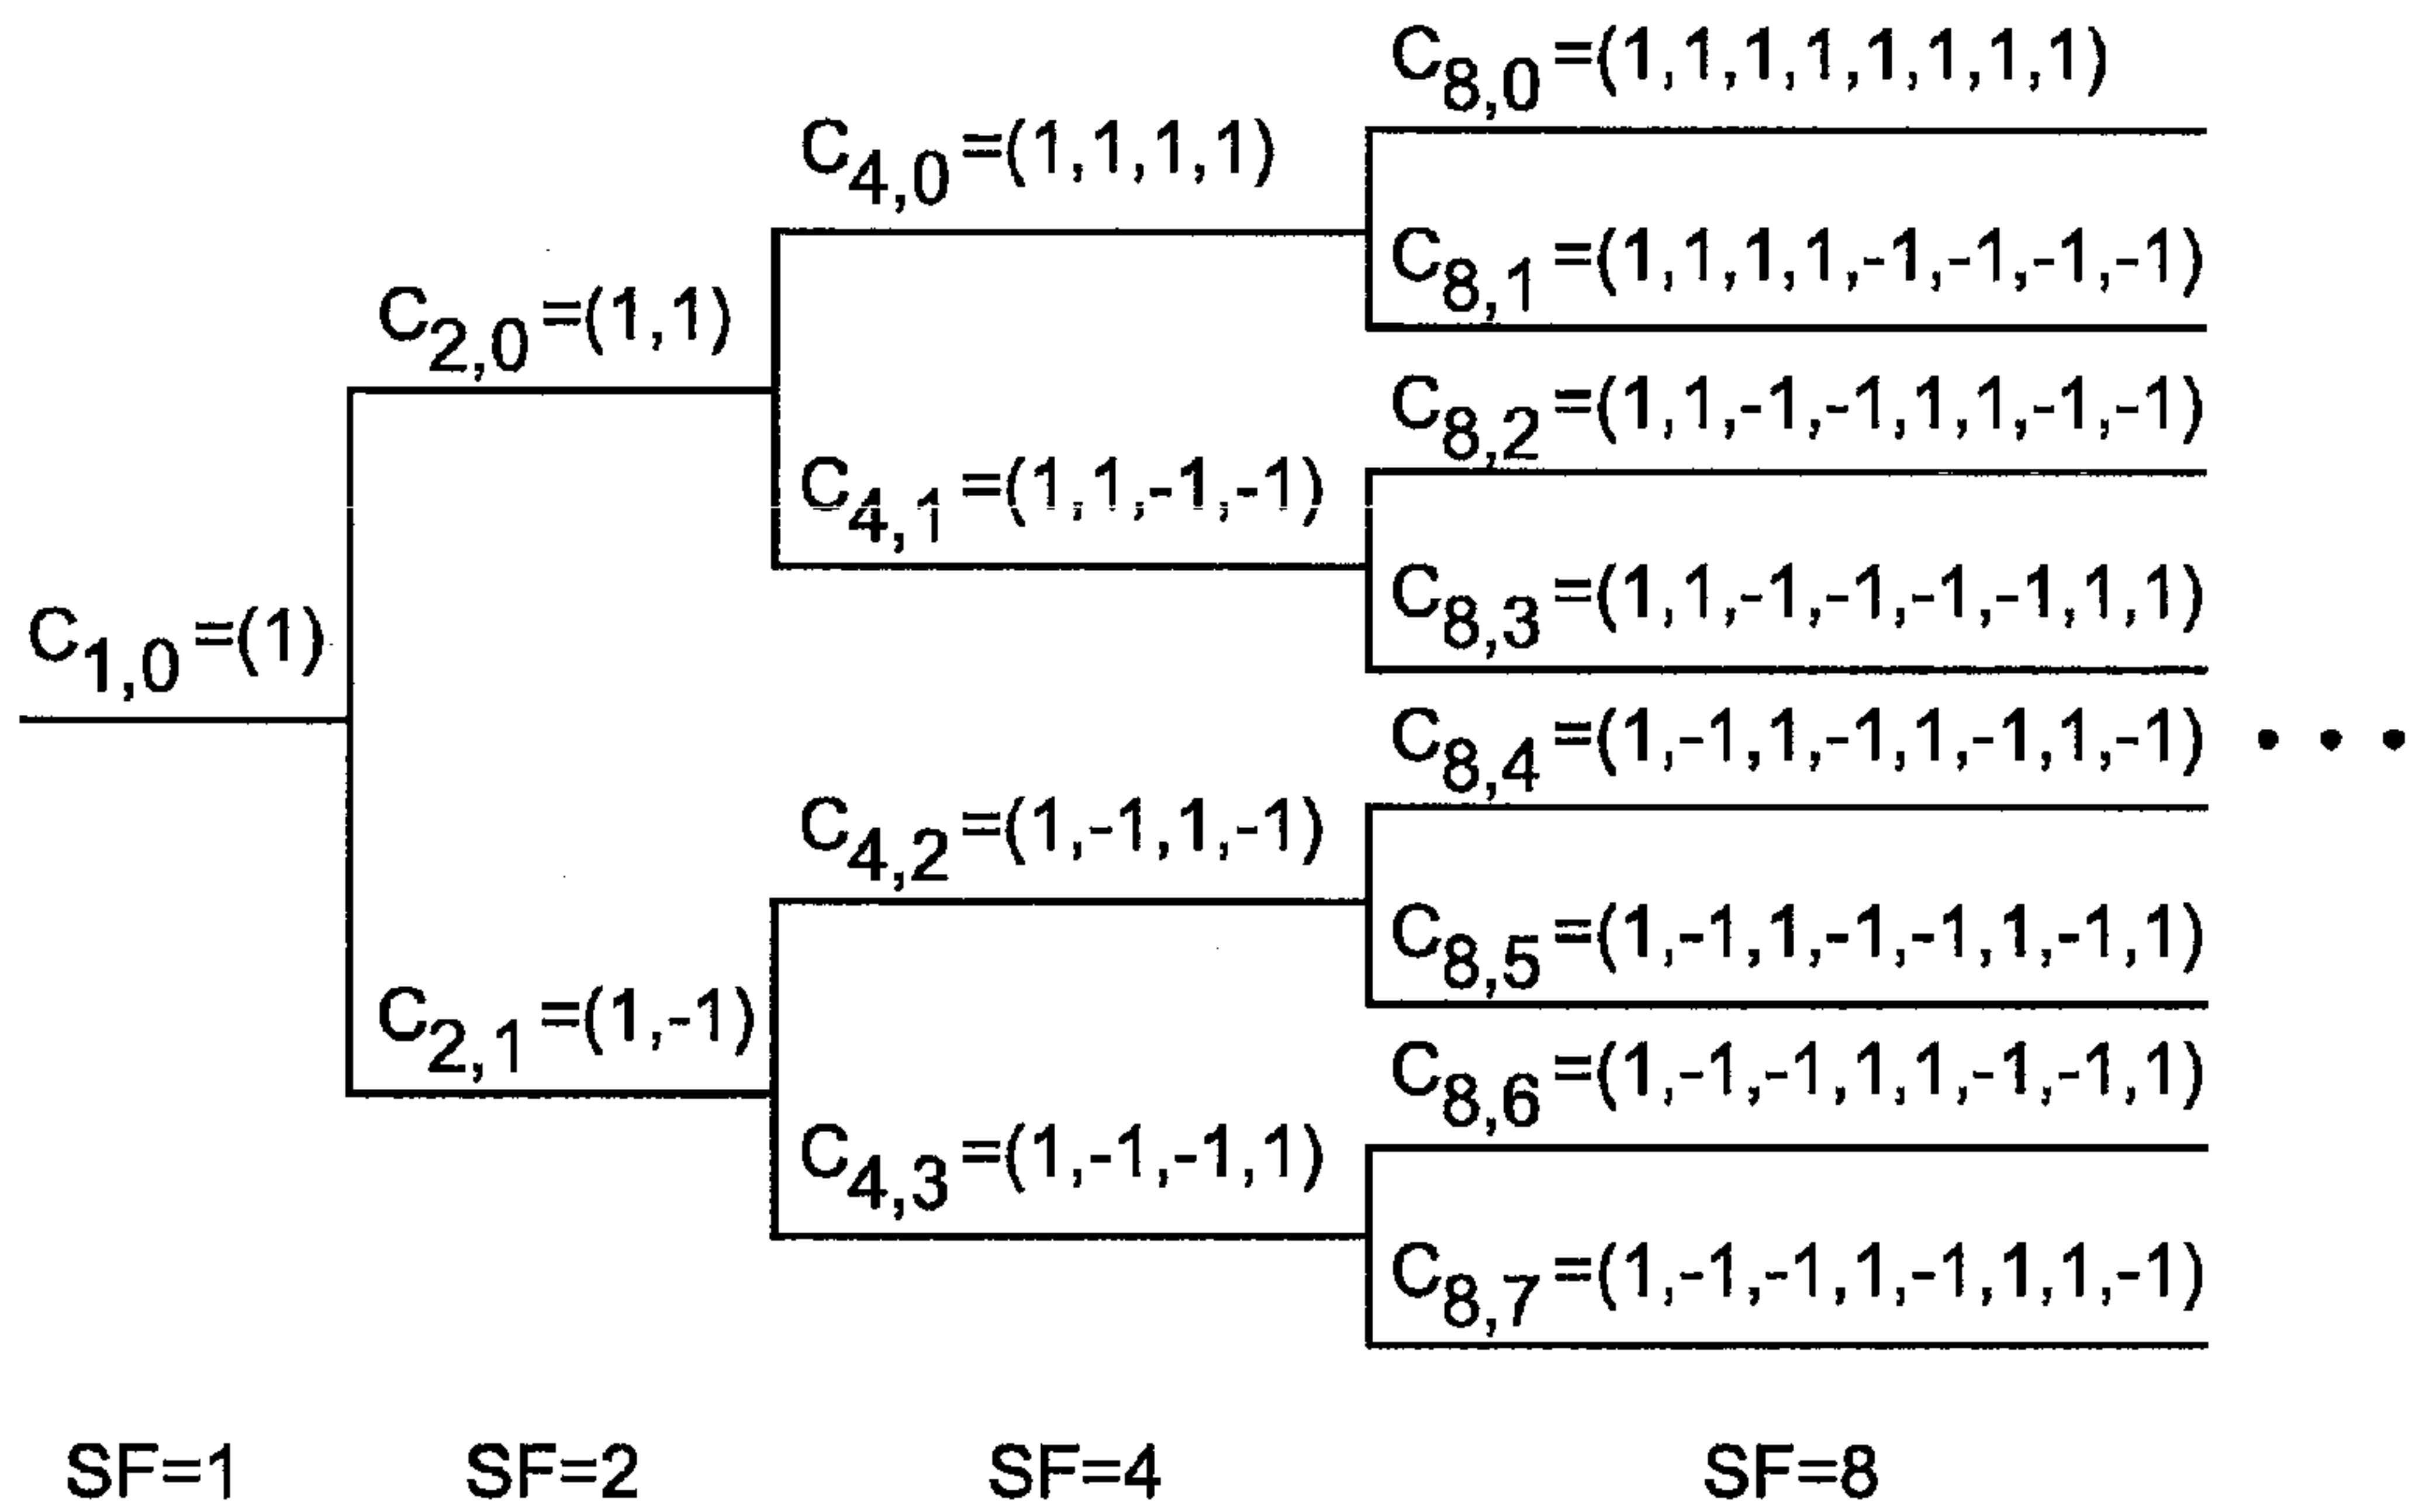 C8,0=(1,1,1,1,1,1,1,1)
C4,0=(1,1,1,1)
C8,1=(1,1,1,1,-1,-1,-1,-1)
C2,0=(1,1)
C8,2=(1,1,-1,-1,1,1,-1,-1)
C4,1=(1,1,-1,-1)
C8,3=(1,1,-1,-1,-1,-1,1,1)
C1,0=(1)
C8,4=(1,-1,1,-1,1,-1,1,-1) • • •
C4,2=(1,-1,1,-1)
C8,5=(1,-1,1,-1,-1,1,-1,1)
C2,1=(1,-1)
C8,6=(1,-1,-1,1,1,-1,-1,1)
C4,3=(1,-1,-1,1)
C8,7=(1,-1,-1,1,-1,1,1,-1)
SF=1 SF=2 SF=4 SF=8